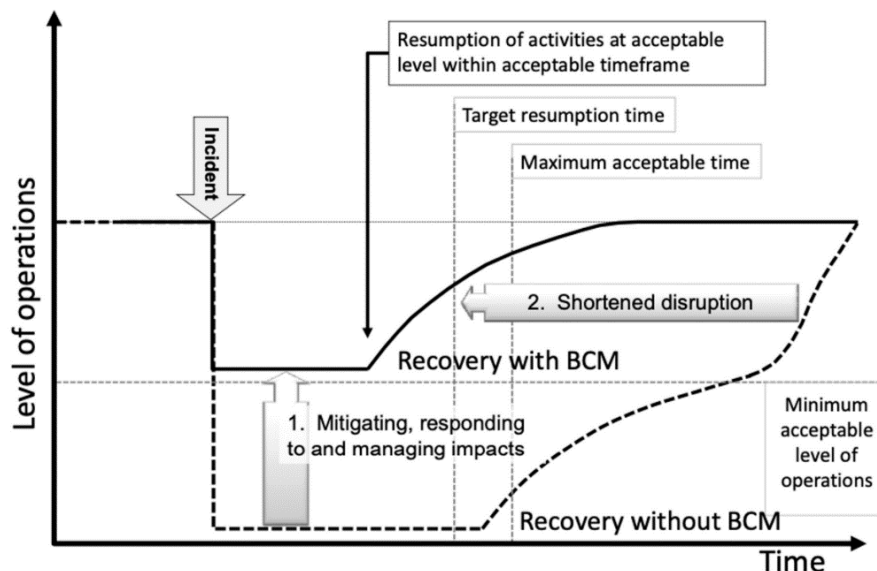 Resumption of activities at acceptable
level within acceptable timeframe
Target resumption time
Incident
Maximum acceptable time
Level of operations
2. Shortened disruption
Recovery with BCM
1. Mitigating, responding
to and managing impacts
Minimum
acceptable
level of
operations
Recovery without BCM
Time